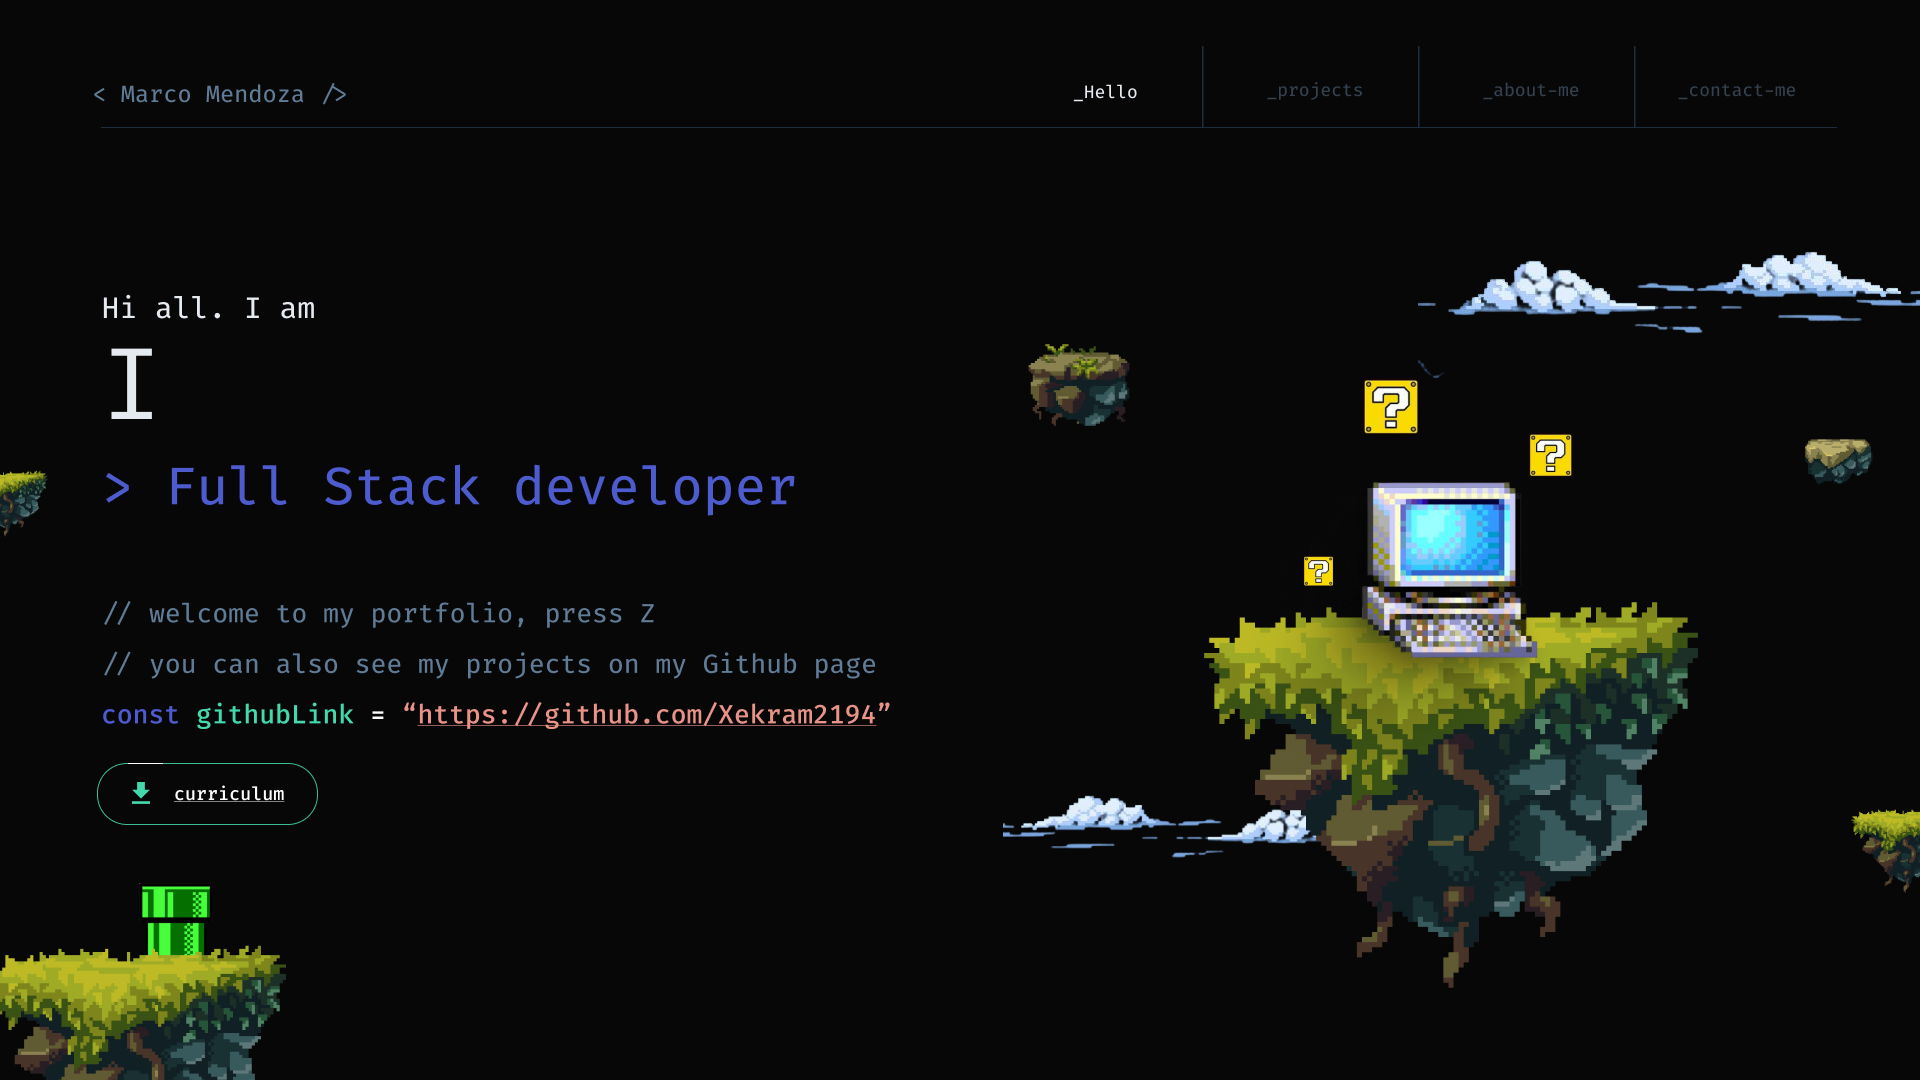 < Marco Mendoza />
_Hello
_projects
_about-me
_contact-me
Hi all. I am
I
> Full Stack developer
// welcome to my portfolio, press Z
// you can also see my projects on my Github page
const githubLink = “https://github.com/Xekram2194”
curriculum
?
?
?